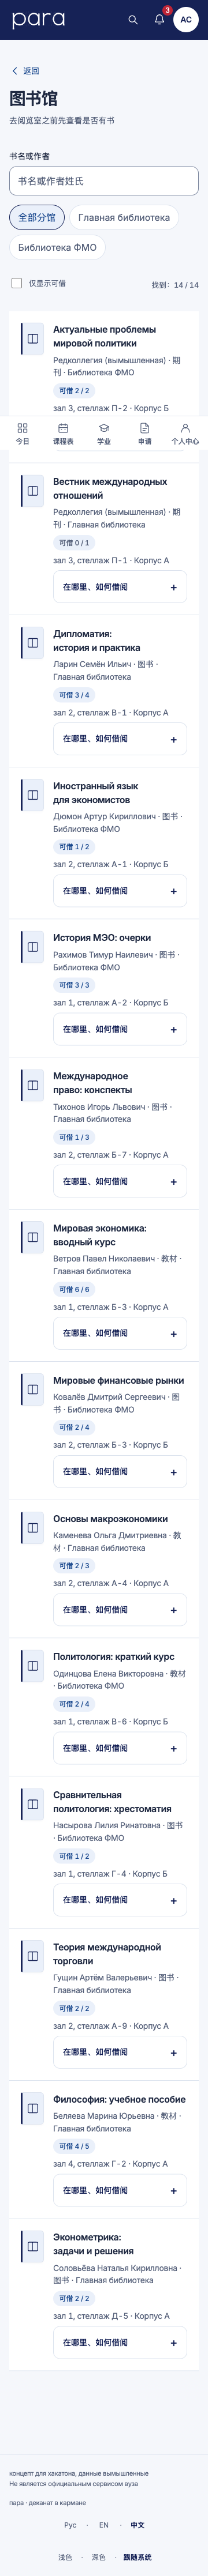 para
3
AC
返回
图书馆
去阅览室之前先查看是否有书
书名或作者
书名或作者姓氏
全部分馆
Главная библиотека
Библиотека ФМО
仅显示可借
找到：14 / 14
Актуальные проблемы
мировой политики
Редколлегия (вымышленная) · 期
刊 · Библиотека ФМО
可借 2 / 2
зал 3, стеллаж П-2 · Корпус Б
今日
课程表
学业
申请
个人中心
Вестник международных
отношений
Редколлегия (вымышленная) · 期
刊 · Главная библиотека
可借 0 / 1
зал 3, стеллаж П-1 · Корпус А
在哪里、如何借阅
+
Дипломатия:
история и практика
Ларин Семён Ильич · 图书 ·
Главная библиотека
可借 3 / 4
зал 2, стеллаж В-1 · Корпус А
在哪里、如何借阅
+
Иностранный язык
для экономистов
Дюмон Артур Кириллович · 图书 ·
Библиотека ФМО
可借 1 / 2
зал 2, стеллаж А-1 · Корпус Б
在哪里、如何借阅
+
История МЭО: очерки
Рахимов Тимур Наилевич · 图书 ·
Библиотека ФМО
可借 3 / 3
зал 1, стеллаж А-2 · Корпус Б
在哪里、如何借阅
+
Международное
право: конспекты
Тихонов Игорь Львович · 图书 ·
Главная библиотека
可借 1 / 3
зал 2, стеллаж Б-7 · Корпус А
在哪里、如何借阅
+
Мировая экономика:
вводный курс
Ветров Павел Николаевич · 教材 ·
Главная библиотека
可借 6 / 6
зал 1, стеллаж Б-3 · Корпус А
在哪里、如何借阅
+
Мировые финансовые рынки
Ковалёв Дмитрий Сергеевич · 图
书 · Библиотека ФМО
可借 2 / 4
зал 2, стеллаж Б-3 · Корпус Б
在哪里、如何借阅
+
Основы макроэкономики
Каменева Ольга Дмитриевна · 教
材 · Главная библиотека
可借 2 / 3
зал 2, стеллаж А-4 · Корпус А
在哪里、如何借阅
+
Политология: краткий курс
Одинцова Елена Викторовна · 教材
· Библиотека ФМО
可借 2 / 4
зал 1, стеллаж В-6 · Корпус Б
在哪里、如何借阅
+
Сравнительная
политология: хрестоматия
Насырова Лилия Ринатовна · 图书
· Библиотека ФМО
可借 1 / 2
зал 1, стеллаж Г-4 · Корпус Б
在哪里、如何借阅
+
Теория международной
торговли
Гущин Артём Валерьевич · 图书 ·
Главная библиотека
可借 2 / 2
зал 2, стеллаж А-9 · Корпус А
在哪里、如何借阅
+
Философия: учебное пособие
Беляева Марина Юрьевна · 教材 ·
Главная библиотека
可借 4 / 5
зал 4, стеллаж Г-2 · Корпус А
在哪里、如何借阅
+
Эконометрика:
задачи и решения
Соловьёва Наталья Кирилловна ·
图书 · Главная библиотека
可借 2 / 2
зал 1, стеллаж Д-5 · Корпус А
在哪里、如何借阅
+
концепт для хакатона, данные вымышленные
Не является официальным сервисом вуза
пара · деканат в кармане
Рус · EN · 中文
浅色 · 深色 · 跟随系统